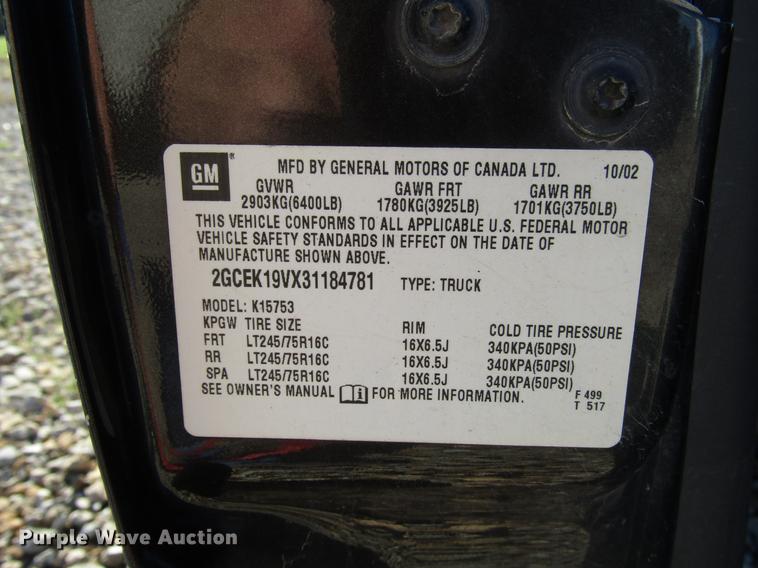 GM ® MFD BY GENERAL MOTORS OF CANADA LTD. 10/02
GVWR GAWR FRT GAWR RR
2903KG(6400LB) 1780KG(3925LB) 1701KG(3750LB)
THIS VEHICLE CONFORMS TO ALL APPLICABLE U.S. FEDERAL MOTOR
VEHICLE SAFETY STANDARDS IN EFFECT ON THE DATE OF
MANUFACTURE SHOWN ABOVE.
2GCEK19VX31184781 TYPE: TRUCK
MODEL: K15753
KPGW TIRE SIZE RIM COLD TIRE PRESSURE
FRT LT245/75R16C 16X6.5J 340KPA(50PSI)
RR LT245/75R16C 16X6.5J 340KPA(50PSI)
SPA LT245/75R16C 16X6.5J 340KPA(50PSI)
SEE OWNER'S MANUAL FOR MORE INFORMATION. F 499
T 517
Purple Wave Auction